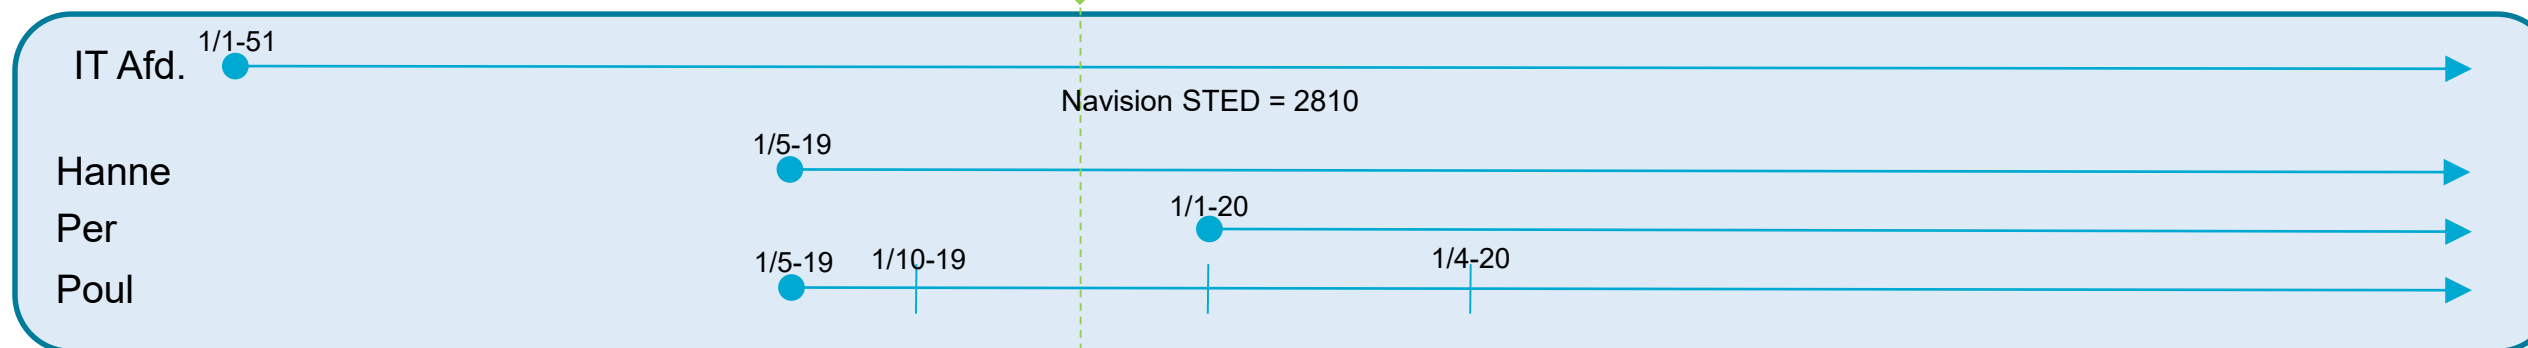 1/1-51
IT Afd.
Navision STED = 2810
1/5-19
Hanne
1/1-20
Per
1/5-19 1/10-19 1/4-20
Poul